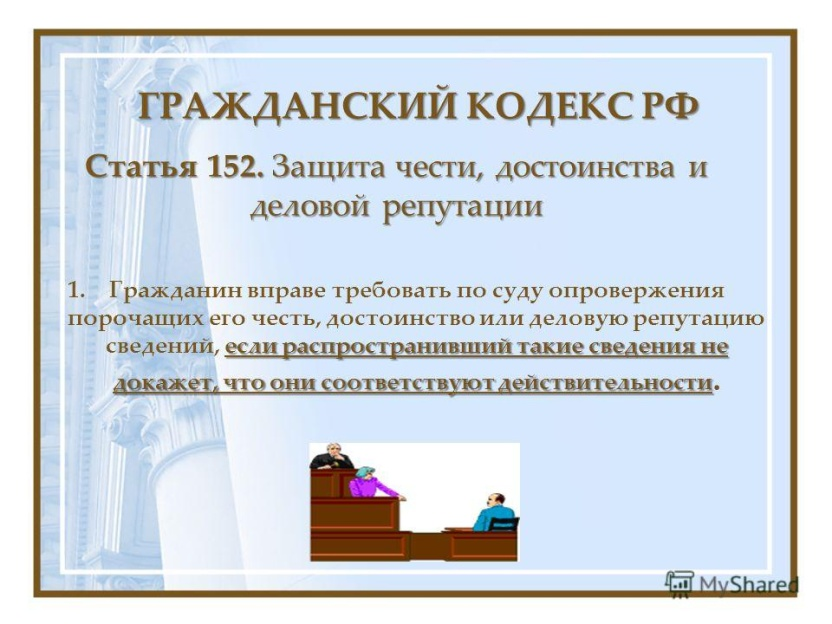 ГРАЖДАНСКИЙ КОДЕКС РФ
Статья 152. Защита чести, достоинства и
деловой репутации
1. Гражданин вправе требовать по суду опровержения
порочащих его честь, достоинство или деловую репутацию
сведений, если распространивший такие сведения не
докажет, что они соответствуют действительности.
MyShared